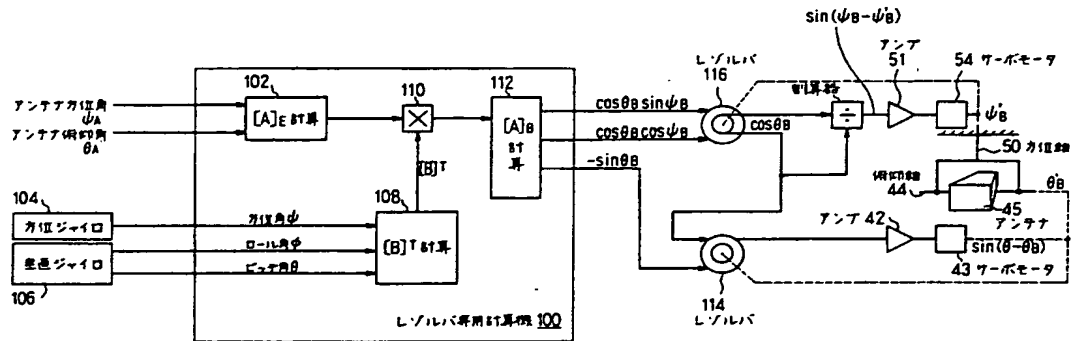 sin(ψB-ψ'B)
レゾルバ
116
アンプ
51
54 サーボモータ
102
110
112
割算器
アンテナ方位角
ψA
アンテナ俯仰角
θA
[A]E 計算
×
[A]B
計
算
cosθB sinψB
cosθB cosψB
-sinθB
cosθB
÷
ψ'B
50 方位軸
[B]T
俯仰軸
44
45
θ'B
アンテナ
104
方位ジャイロ
垂直ジャイロ
106
方位角ψ
ロール角φ
ピッチ角θ
108
[B]T 計算
アンプ 42
sin(θ-θB)
43 サーボモータ
114
レゾルバ
レゾルバ専用計算機 100